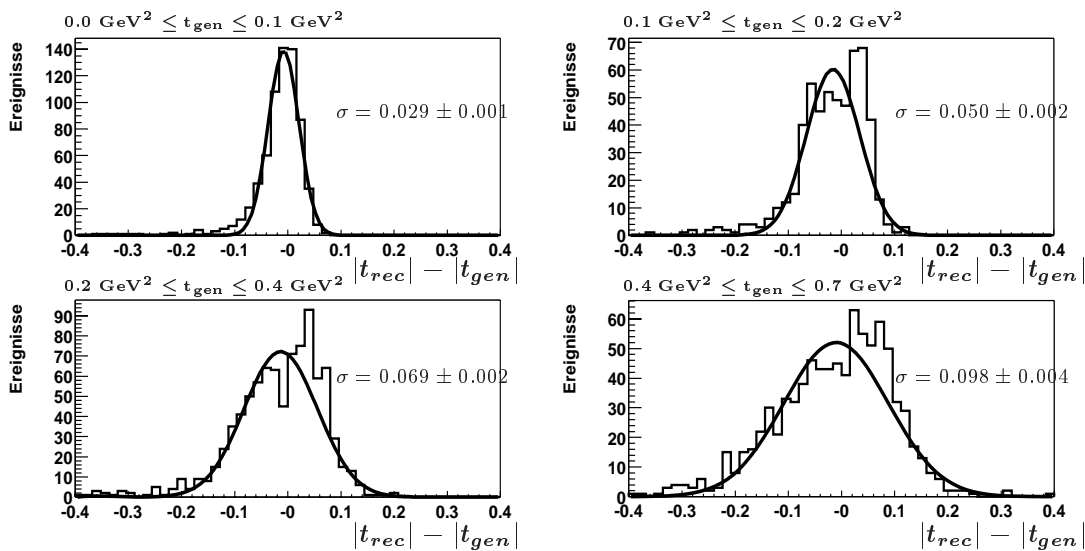 0.0 GeV² ≤ t_gen ≤ 0.1 GeV²
Ereignisse
140
120
100
80
60
40
20
0
σ = 0.029 ± 0.001
-0.4 -0.3 -0.2 -0.1 -0 0.1 0.2 0.3 0.4
|t_rec| − |t_gen|
0.1 GeV² ≤ t_gen ≤ 0.2 GeV²
Ereignisse
70
60
50
40
30
20
10
0
σ = 0.050 ± 0.002
-0.4 -0.3 -0.2 -0.1 -0 0.1 0.2 0.3 0.4
|t_rec| − |t_gen|
0.2 GeV² ≤ t_gen ≤ 0.4 GeV²
Ereignisse
90
80
70
60
50
40
30
20
10
0
σ = 0.069 ± 0.002
-0.4 -0.3 -0.2 -0.1 -0 0.1 0.2 0.3 0.4
|t_rec| − |t_gen|
0.4 GeV² ≤ t_gen ≤ 0.7 GeV²
Ereignisse
60
50
40
30
20
10
0
σ = 0.098 ± 0.004
-0.4 -0.3 -0.2 -0.1 -0 0.1 0.2 0.3 0.4
|t_rec| − |t_gen|